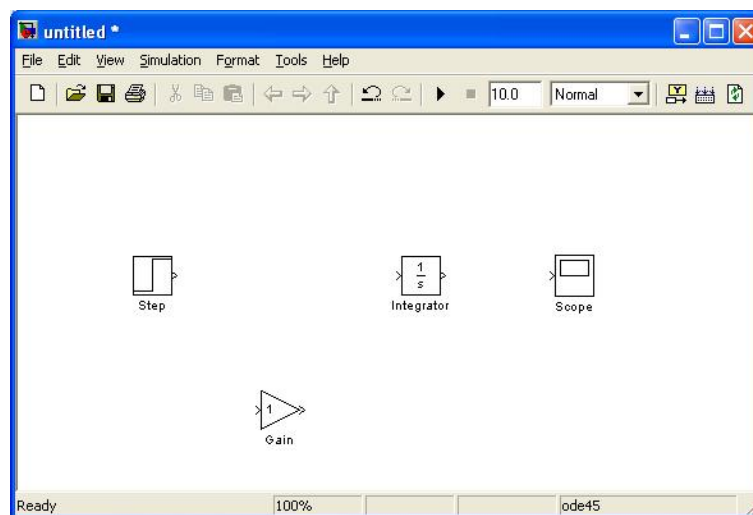 untitled *
File Edit View Simulation Format Tools Help
10.0 Normal
1
s
Step Integrator Scope
1
Gain
Ready 100% ode45